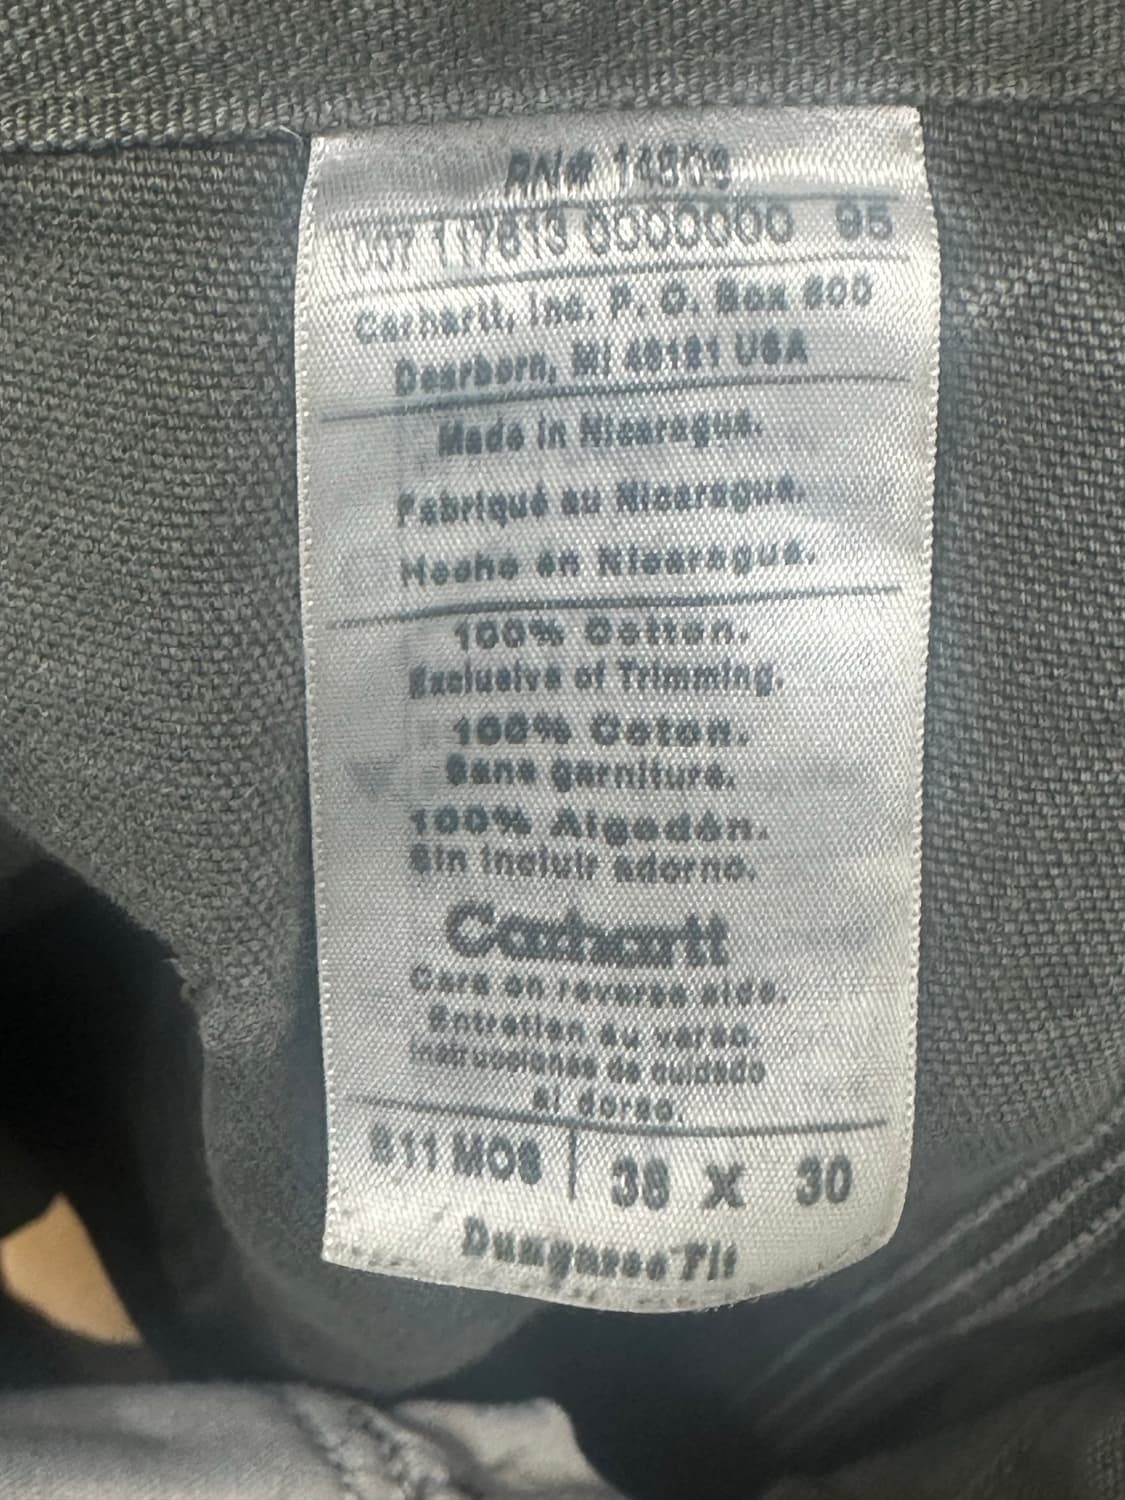 RN# 14806
1007 117613 0000000 95
Carhartt, Inc. P. O. Box 600
Dearborn, MI 48121 USA
Made in Nicaragua.
Fabriqué au Nicaragua.
Hecho en Nicaragua.
100% Cotton.
Exclusive of Trimming.
100% Coton.
Sans garniture.
100% Algodón.
Sin incluir adorno.
Carhartt
Care on reverse side.
Entretien au verso.
Instrucciones de cuidado
al dorso.
B11 MOS 38 X 30
Dungaree Fit